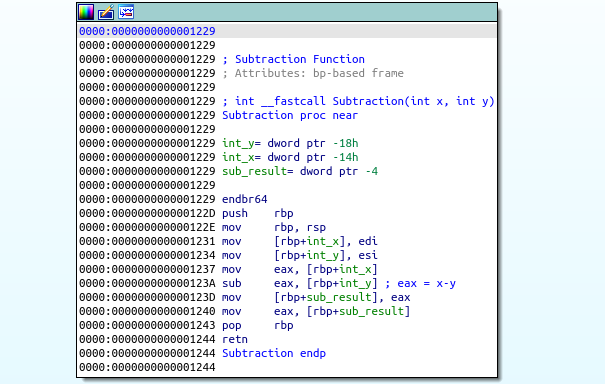 0000:0000000000001229
0000:0000000000001229
0000:0000000000001229 ; Subtraction Function
0000:0000000000001229 ; Attributes: bp-based frame
0000:0000000000001229
0000:0000000000001229 ; int __fastcall Subtraction(int x, int y)
0000:0000000000001229 Subtraction proc near
0000:0000000000001229
0000:0000000000001229 int_y= dword ptr -18h
0000:0000000000001229 int_x= dword ptr -14h
0000:0000000000001229 sub_result= dword ptr -4
0000:0000000000001229
0000:0000000000001229 endbr64
0000:000000000000122D push    rbp
0000:000000000000122E mov     rbp, rsp
0000:0000000000001231 mov     [rbp+int_x], edi
0000:0000000000001234 mov     [rbp+int_y], esi
0000:0000000000001237 mov     eax, [rbp+int_x]
0000:000000000000123A sub     eax, [rbp+int_y] ; eax = x-y
0000:000000000000123D mov     [rbp+sub_result], eax
0000:0000000000001240 mov     eax, [rbp+sub_result]
0000:0000000000001243 pop     rbp
0000:0000000000001244 retn
0000:0000000000001244 Subtraction endp
0000:0000000000001244